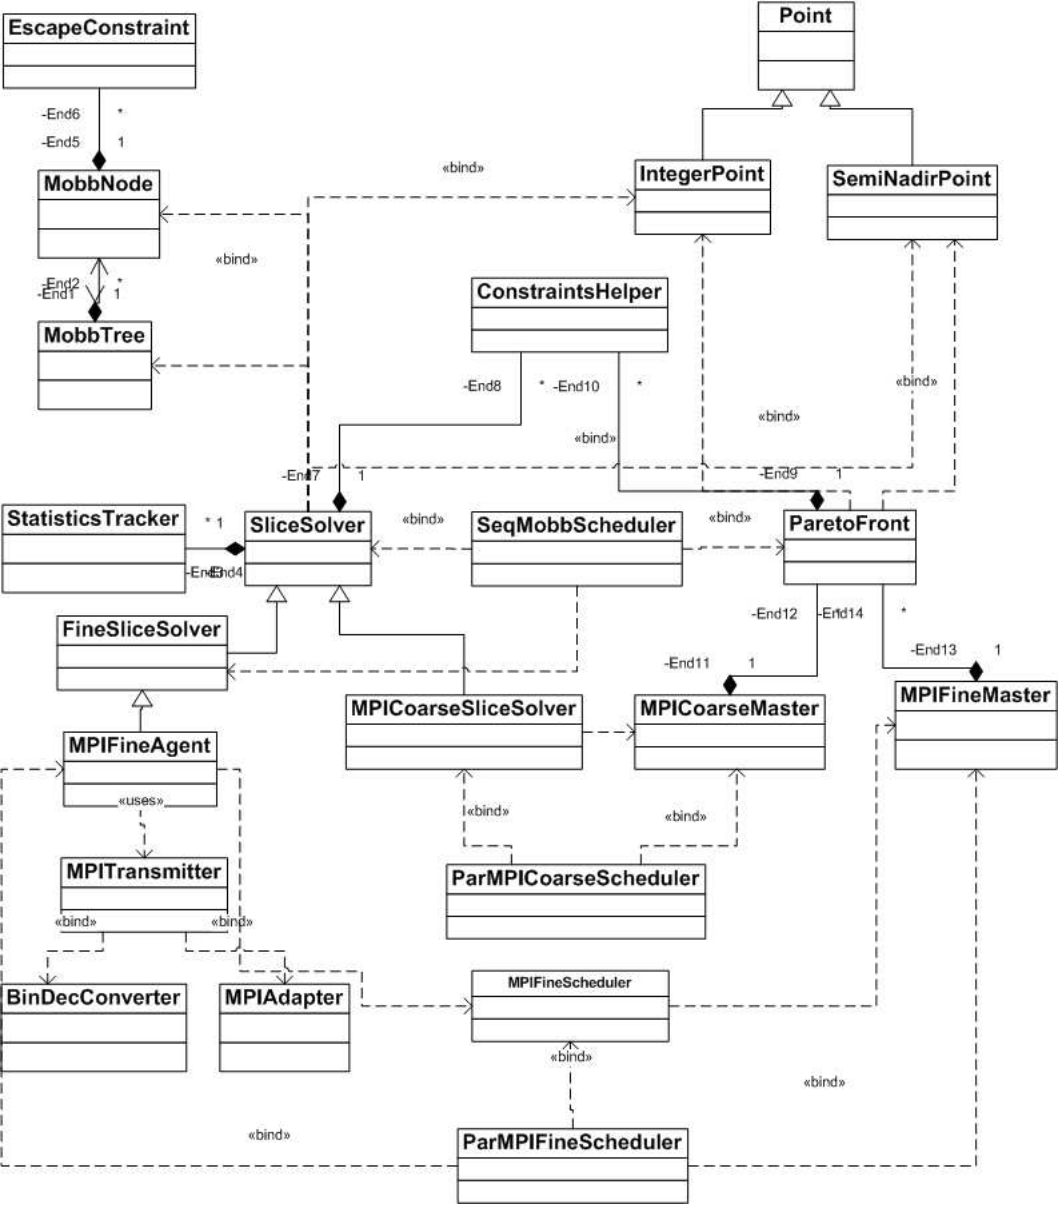 EscapeConstraint
Point
-End6 *
-End5 1
MobbNode
«bind»
IntegerPoint
SemiNadirPoint
«bind»
-End2 *
-End1 1
MobbTree
ConstraintsHelper
-End8 * -End10 *
«bind»
«bind»
«bind»
-End7 1
-End9 1
StatisticsTracker
* 1
SliceSolver
«bind»
SeqMobbScheduler
«bind»
ParetoFront
-End3
-End4
FineSliceSolver
-End12 *
-End14 *
-End11 1
-End13 1
MPICoarseSliceSolver
MPICoarseMaster
MPIFineMaster
MPIFineAgent
«uses»
«bind»
«bind»
MPITransmitter
ParMPICoarseScheduler
«bind»
«bind»
BinDecConverter
MPIAdapter
MPIFineScheduler
«bind»
«bind»
«bind»
ParMPIFineScheduler